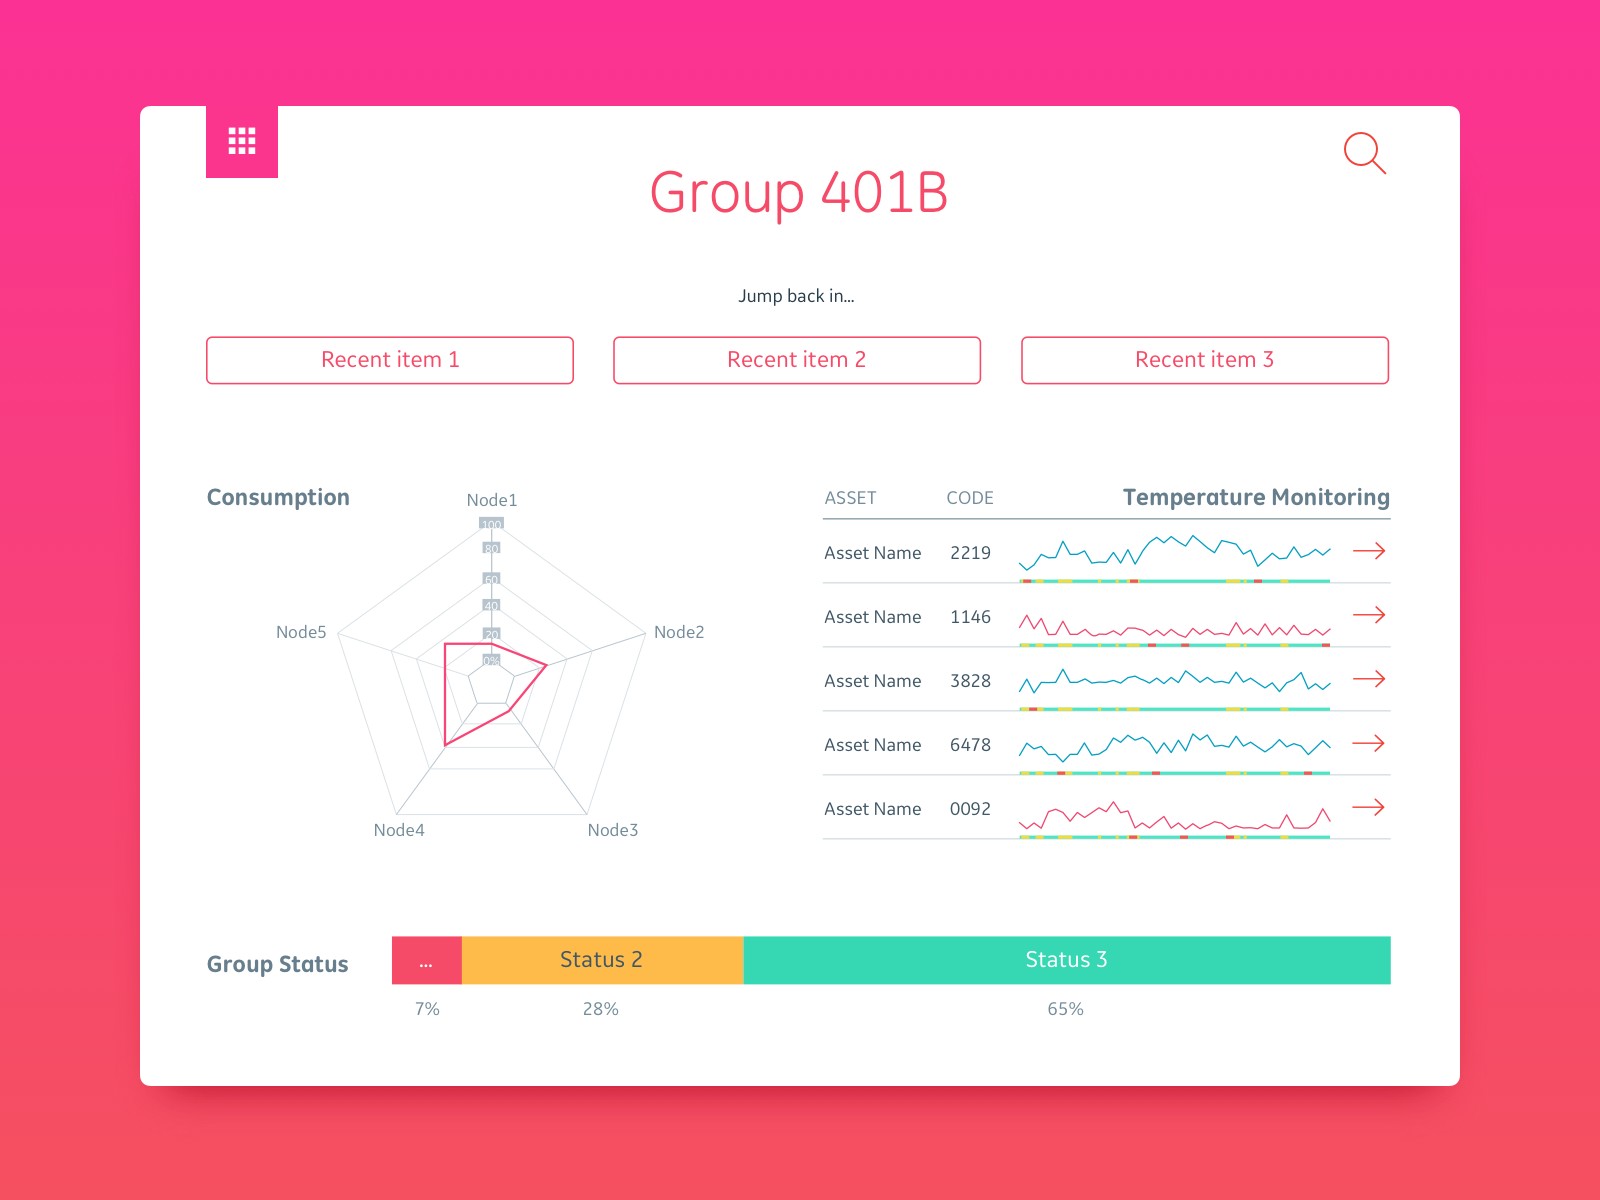 Group 401B
Jump back in...
Recent item 1
Recent item 2
Recent item 3
Consumption
Node1
100
80
60
40
20
0%
Node5
Node2
Node4
Node3
ASSET CODE Temperature Monitoring
Asset Name 2219
Asset Name 1146
Asset Name 3828
Asset Name 6478
Asset Name 0092
Group Status
... Status 2 Status 3
7% 28% 65%